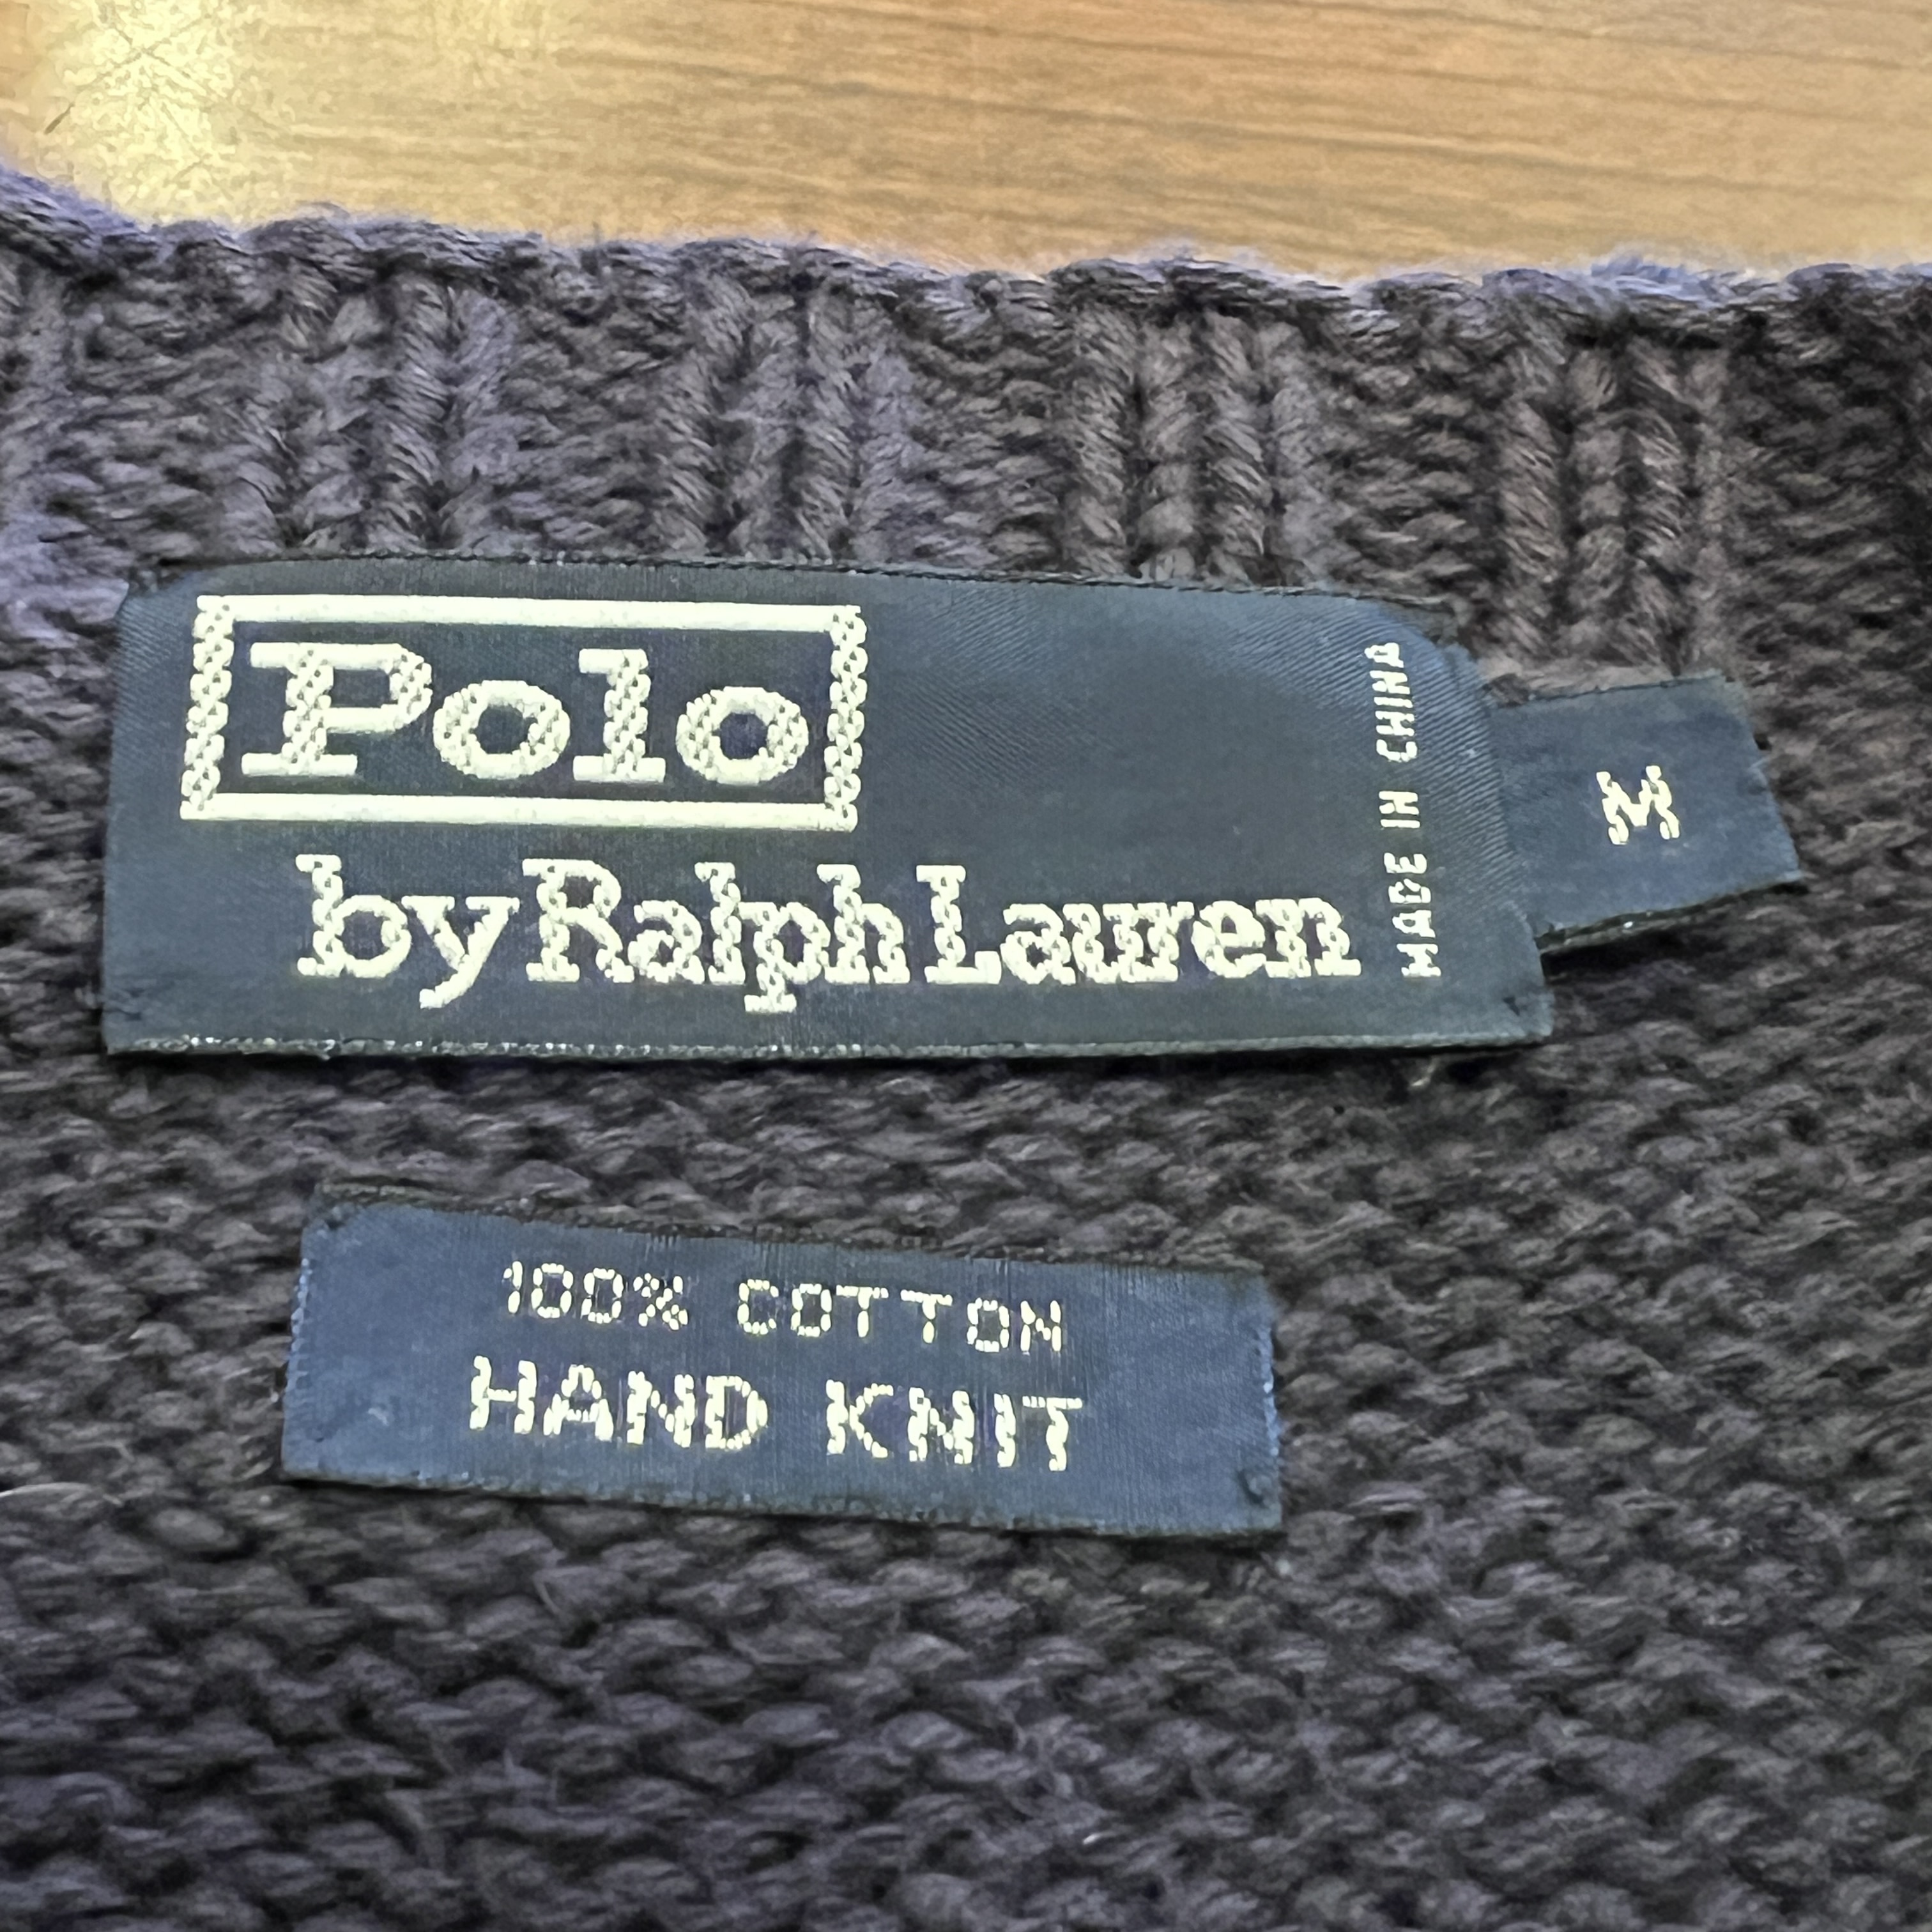 Polo
by Ralph Lauren
MADE IN CHINA
M
100% COTTON
HAND KNIT